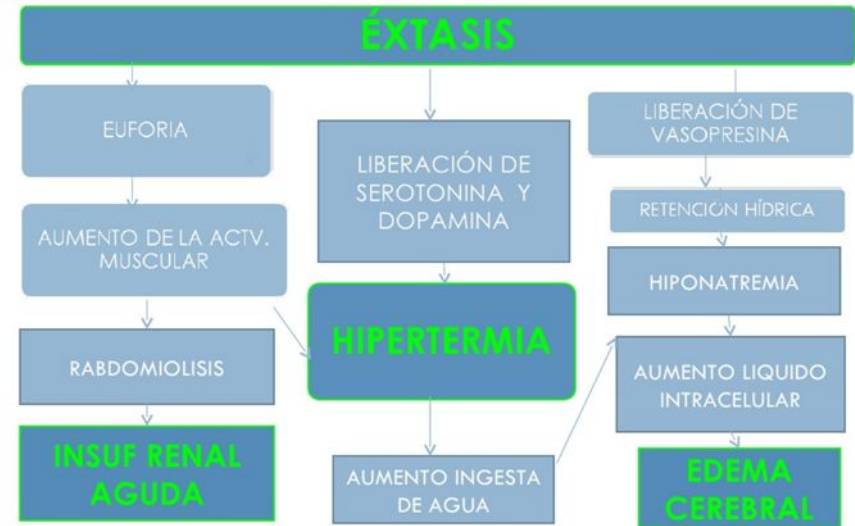 ÉXTASIS
EUFORIA
AUMENTO DE LA ACTV.
MUSCULAR
RABDOMIOLISIS
INSUF RENAL
AGUDA
LIBERACIÓN DE
SEROTONINA Y
DOPAMINA
HIPERTERMIA
AUMENTO INGESTA
DE AGUA
LIBERACIÓN DE
VASOPRESINA
RETENCIÓN HÍDRICA
HIPONATREMIA
AUMENTO LIQUIDO
INTRACELULAR
EDEMA
CEREBRAL